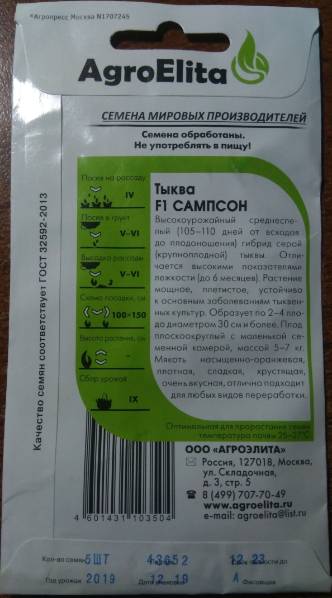 *Агропресс Москва N1707245
AgroElita
СЕМЕНА МИРОВЫХ ПРОИЗВОДИТЕЛЕЙ
Семена обработаны.
Не употреблять в пищу!
Качество семян соответствует ГОСТ 32592-2013
Посев на рассаду
IV
Посев в грунт
V-VI
Высадка рассады
V-VI
Схема посадки, см
100×150
Высота растения, см
-
Сбор урожая
IX
Тыква
F1 САМПСОН
Высокоурожайный среднеспе-
лый (105-110 дней от всходов
до плодоношения) гибрид серой
(крупноплодной) тыквы. Отли-
чается высокими показателями
лежкости (до 6 месяцев). Растение
мощное, плетистое, устойчиво
к основным заболеваниям тыквен-
ных культур. Образует по 2-4 пло-
да диаметром 30 см и более. Плод
плоскоокруглый с маленькой се-
менной камерой, массой 5-7 кг.
Мякоть насыщенно-оранжевая,
плотная, сладкая, хрустящая,
очень вкусная, отлично подходит
для любых видов переработки.
Оптимальная для прорастания семян
температура почвы 25-27°C
ООО «АГРОЭЛИТА»
Россия, 127018, Москва,
ул. Складочная,
д. 3, стр. 5
8 (499) 707-70-49
www.agroelita.ru
e-mail: agroelita@list.ru
4601431103504
Кол-во семян 5ШТ 43652 12.23
Год урожая 2019 12.19 А Фасовщик